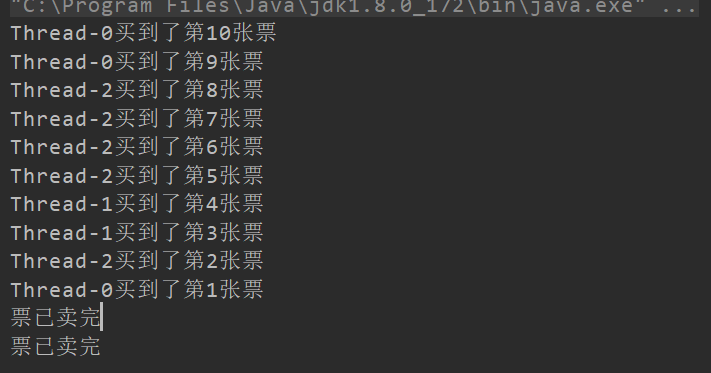 "C:\Program Files\Java\jdk1.8.0_172\bin\java.exe" ...
Thread-0买到了第10张票
Thread-0买到了第9张票
Thread-2买到了第8张票
Thread-2买到了第7张票
Thread-2买到了第6张票
Thread-2买到了第5张票
Thread-1买到了第4张票
Thread-1买到了第3张票
Thread-2买到了第2张票
Thread-0买到了第1张票
票已卖完
票已卖完